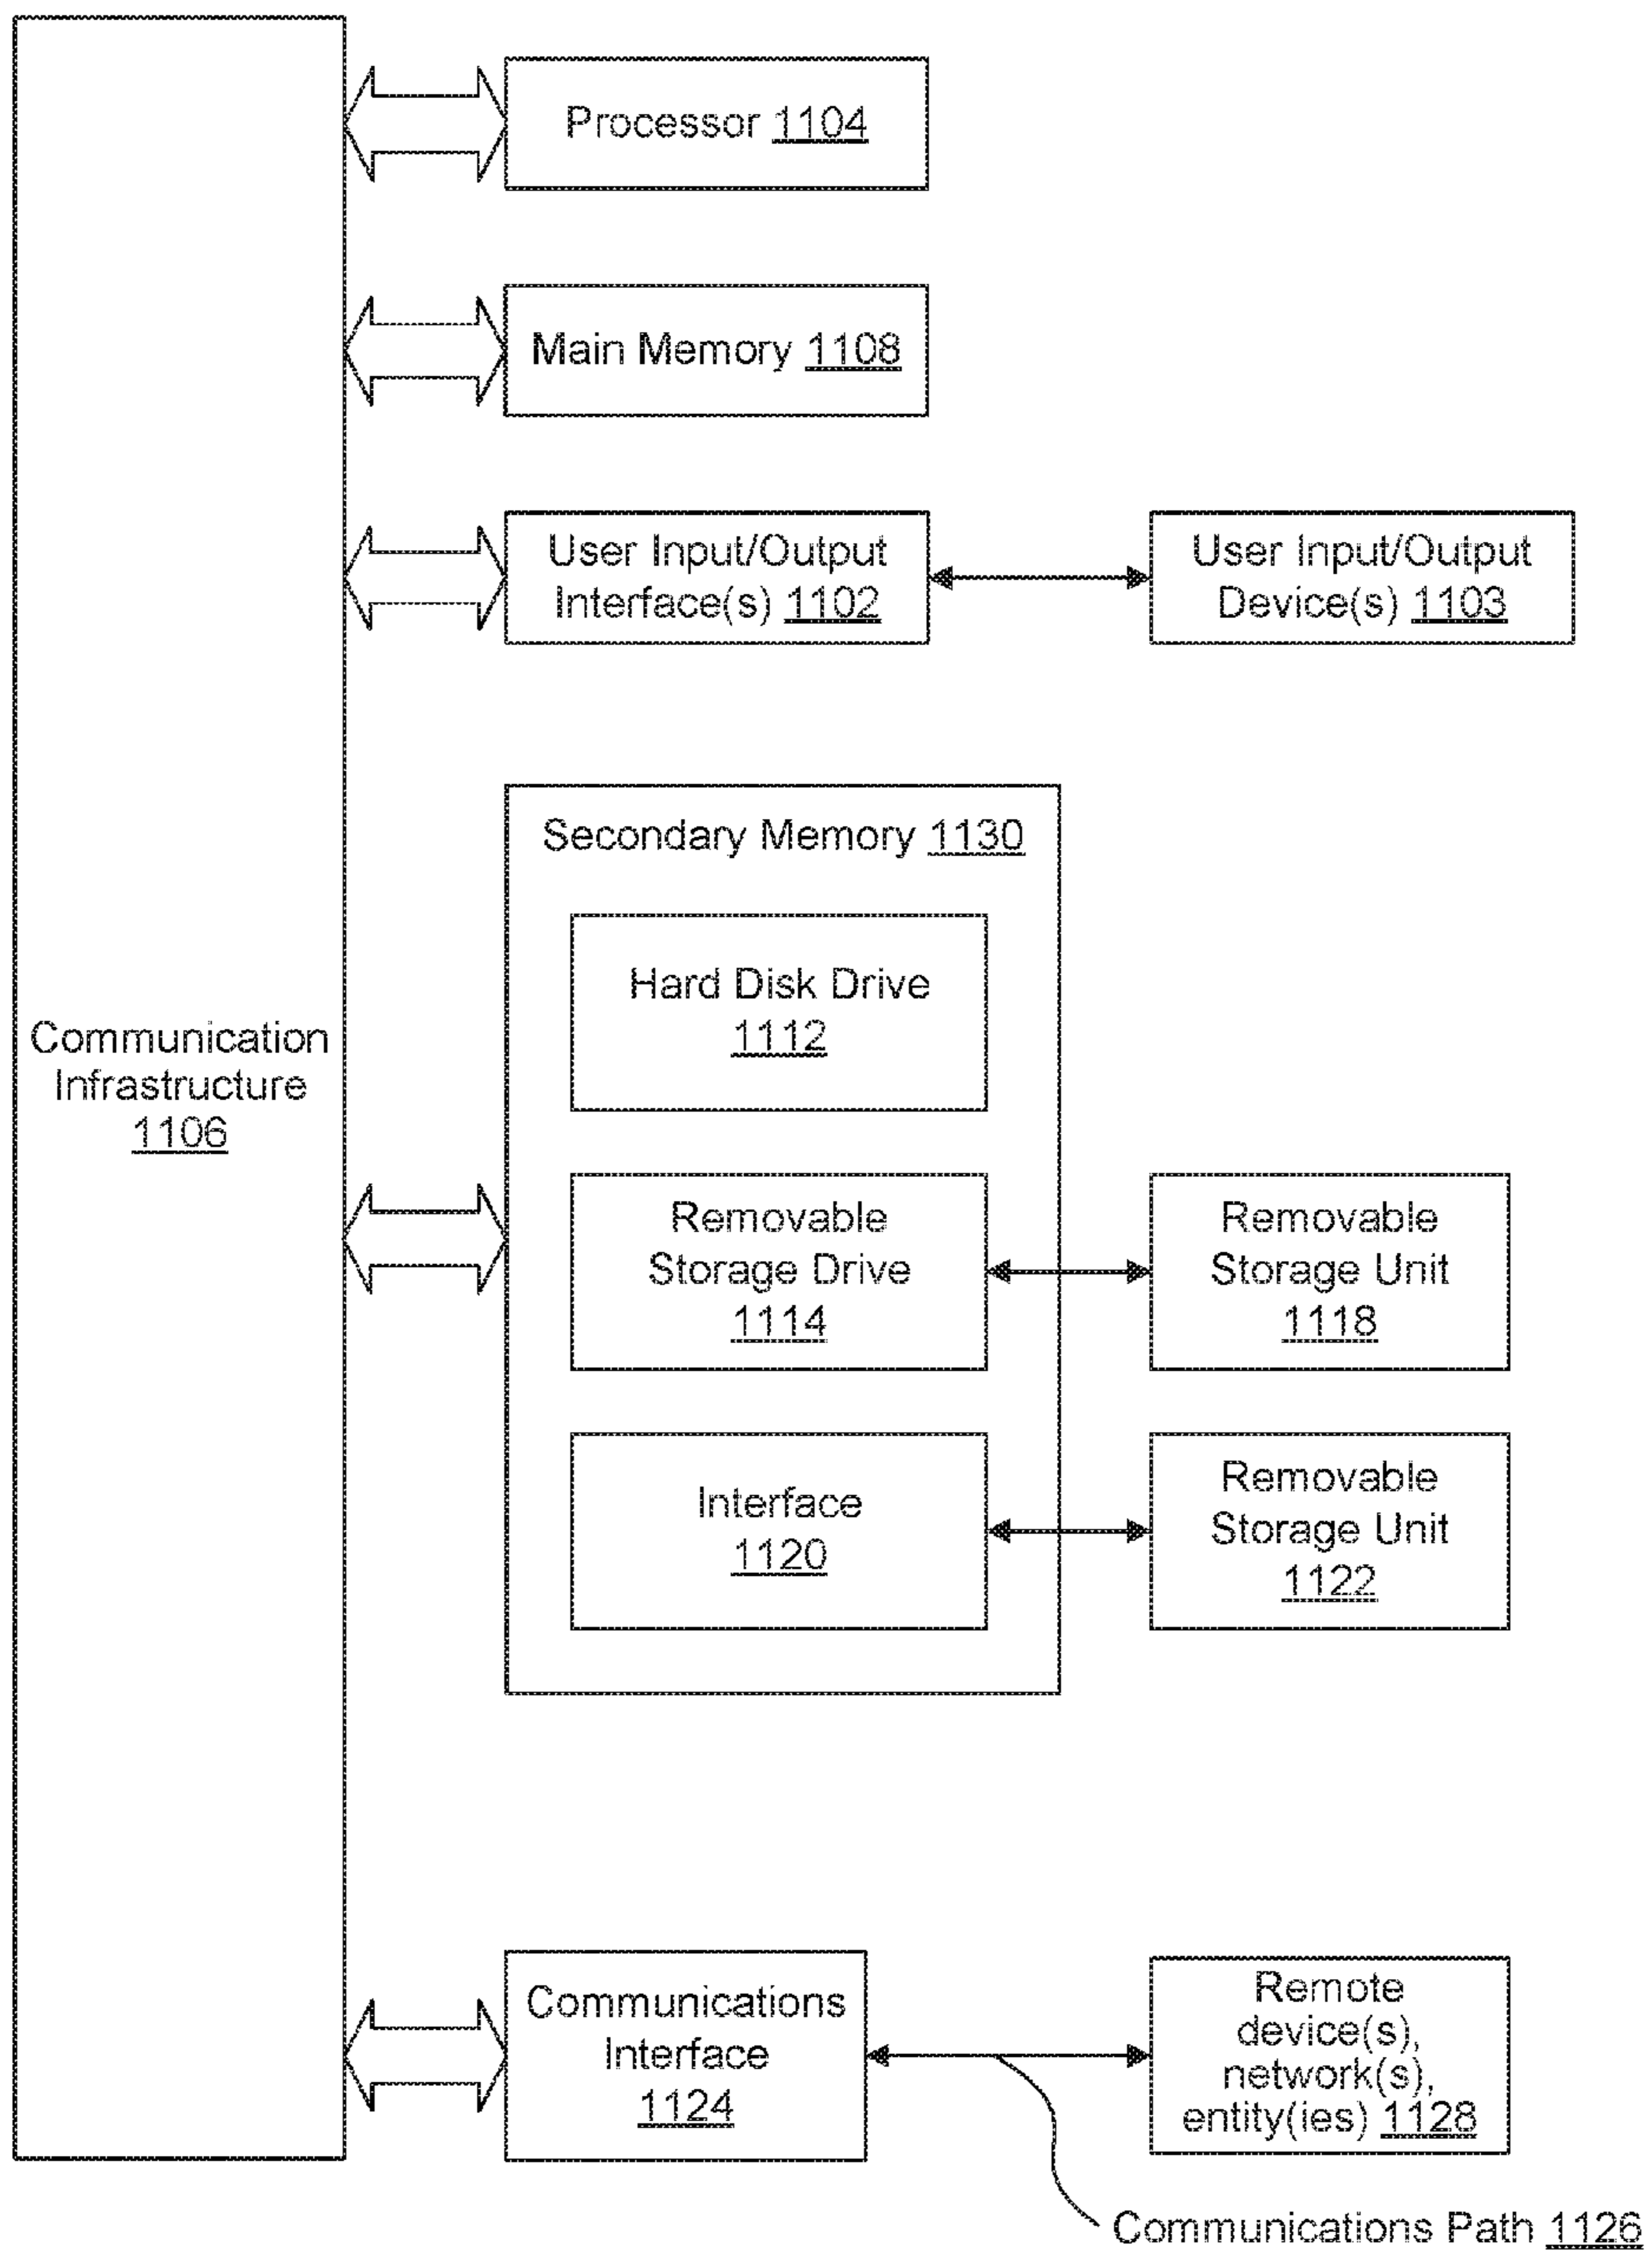 Processor 1104
Main Memory 1108
User Input/Output
Interface(s) 1102
User Input/Output
Device(s) 1103
Secondary Memory 1130
Hard Disk Drive
1112
Communication
Infrastructure
1106
Removable
Storage Drive
1114
Removable
Storage Unit
1118
Interface
1120
Removable
Storage Unit
1122
Communications
Interface
1124
Remote
device(s),
network(s),
entity(ies) 1128
Communications Path 1126